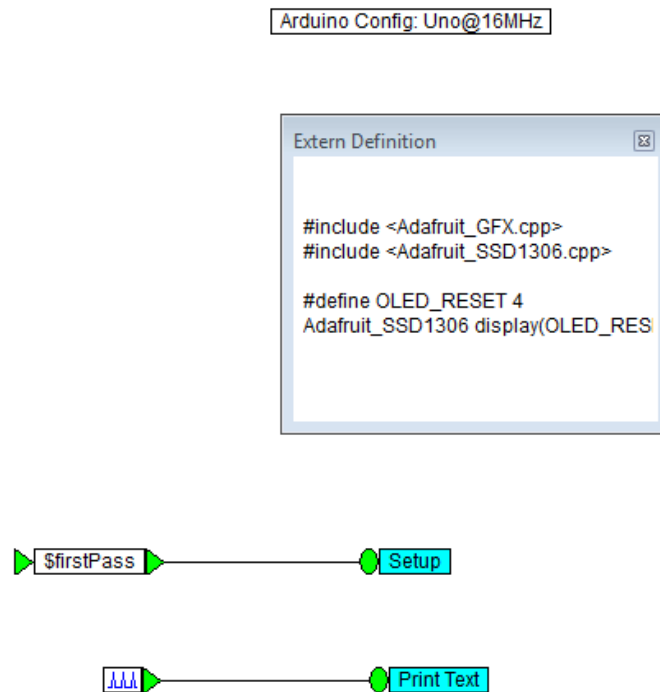 Arduino Config: Uno@16MHz
Extern Definition
#include <Adafruit_GFX.cpp>
#include <Adafruit_SSD1306.cpp>
#define OLED_RESET 4
Adafruit_SSD1306 display(OLED_RES
$firstPass
Setup
Print Text